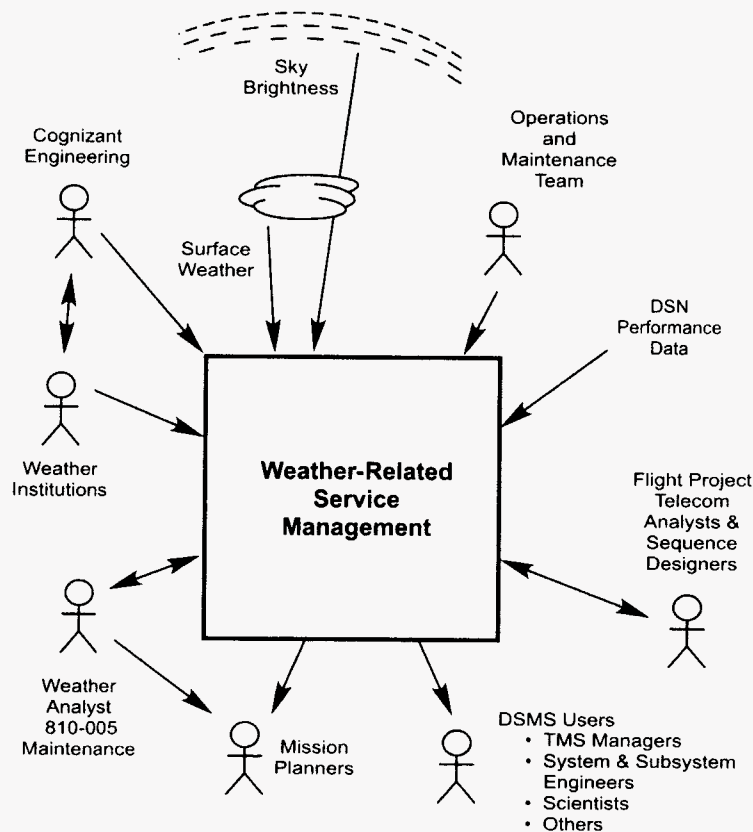 Sky
Brightness
Cognizant
Engineering
Operations
and
Maintenance
Team
Surface
Weather
DSN
Performance
Data
Weather-Related
Service
Management
Weather
Institutions
Flight Project
Telecom
Analysts &
Sequence
Designers
Weather
Analyst
810-005
Maintenance
Mission
Planners
DSMS Users
• TMS Managers
• System & Subsystem
Engineers
• Scientists
• Others